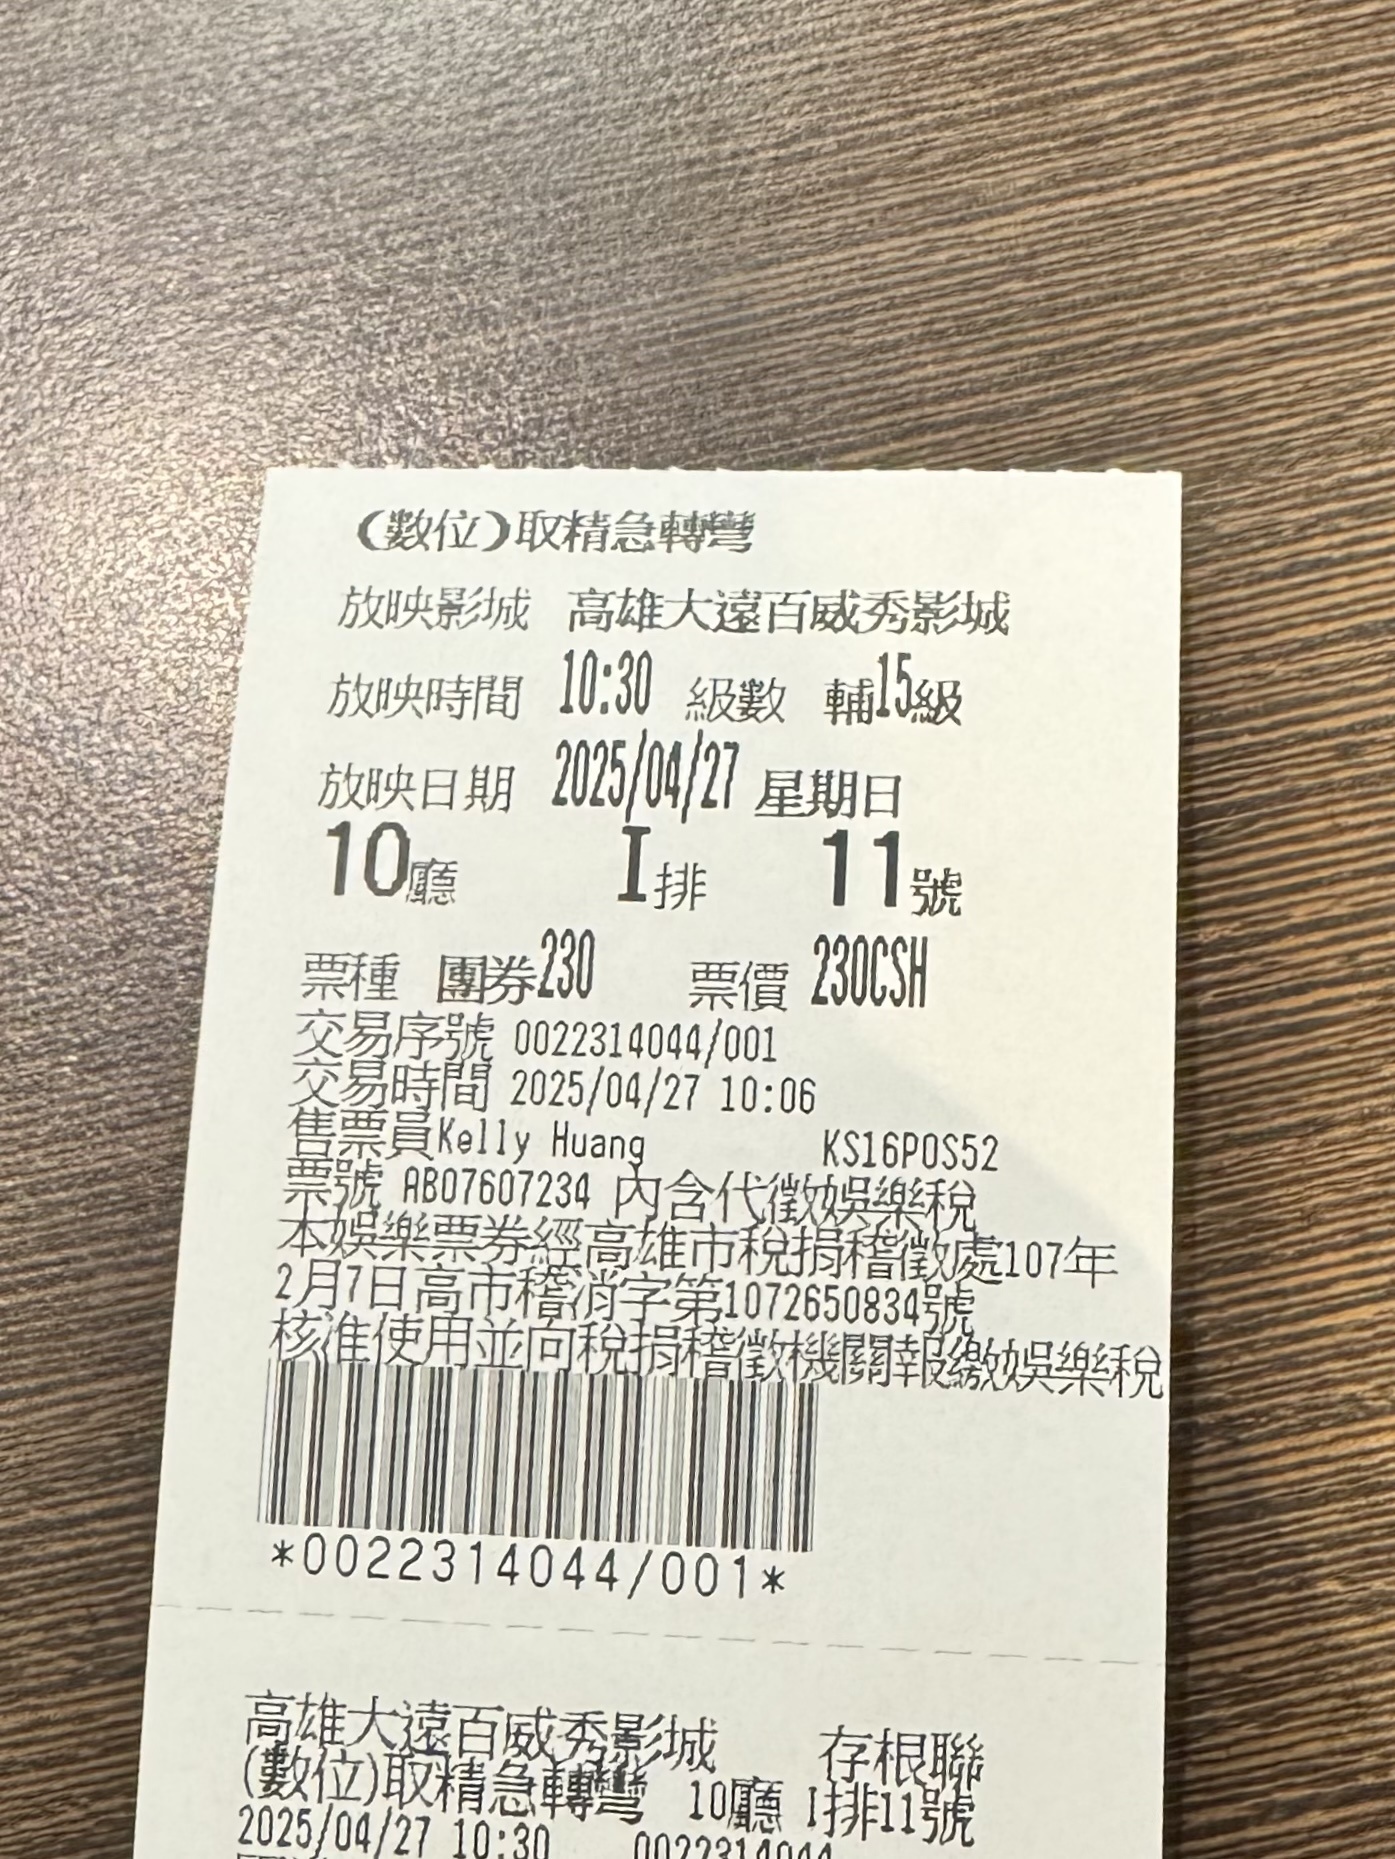 (數位)取精急轉彎
放映影城 高雄大遠百威秀影城
放映時間 10:30 級數 輔15級
放映日期 2025/04/27 星期日
10廳 I排 11號
票種 團券230 票價 230CSH
交易序號 0022314044/001
交易時間 2025/04/27 10:06
售票員Kelly Huang KS16POS52
票號 AB07607234 內含代徵娛樂稅
本娛樂票券經高雄市稅捐稽徵處107年
2月7日高市稽消字第1072650834號
核准使用並向稅捐稽徵機關報繳娛樂稅
*0022314044/001*
高雄大遠百威秀影城 存根聯
(數位)取精急轉彎 10廳 I排11號
2025/04/27 10:30 0022314044